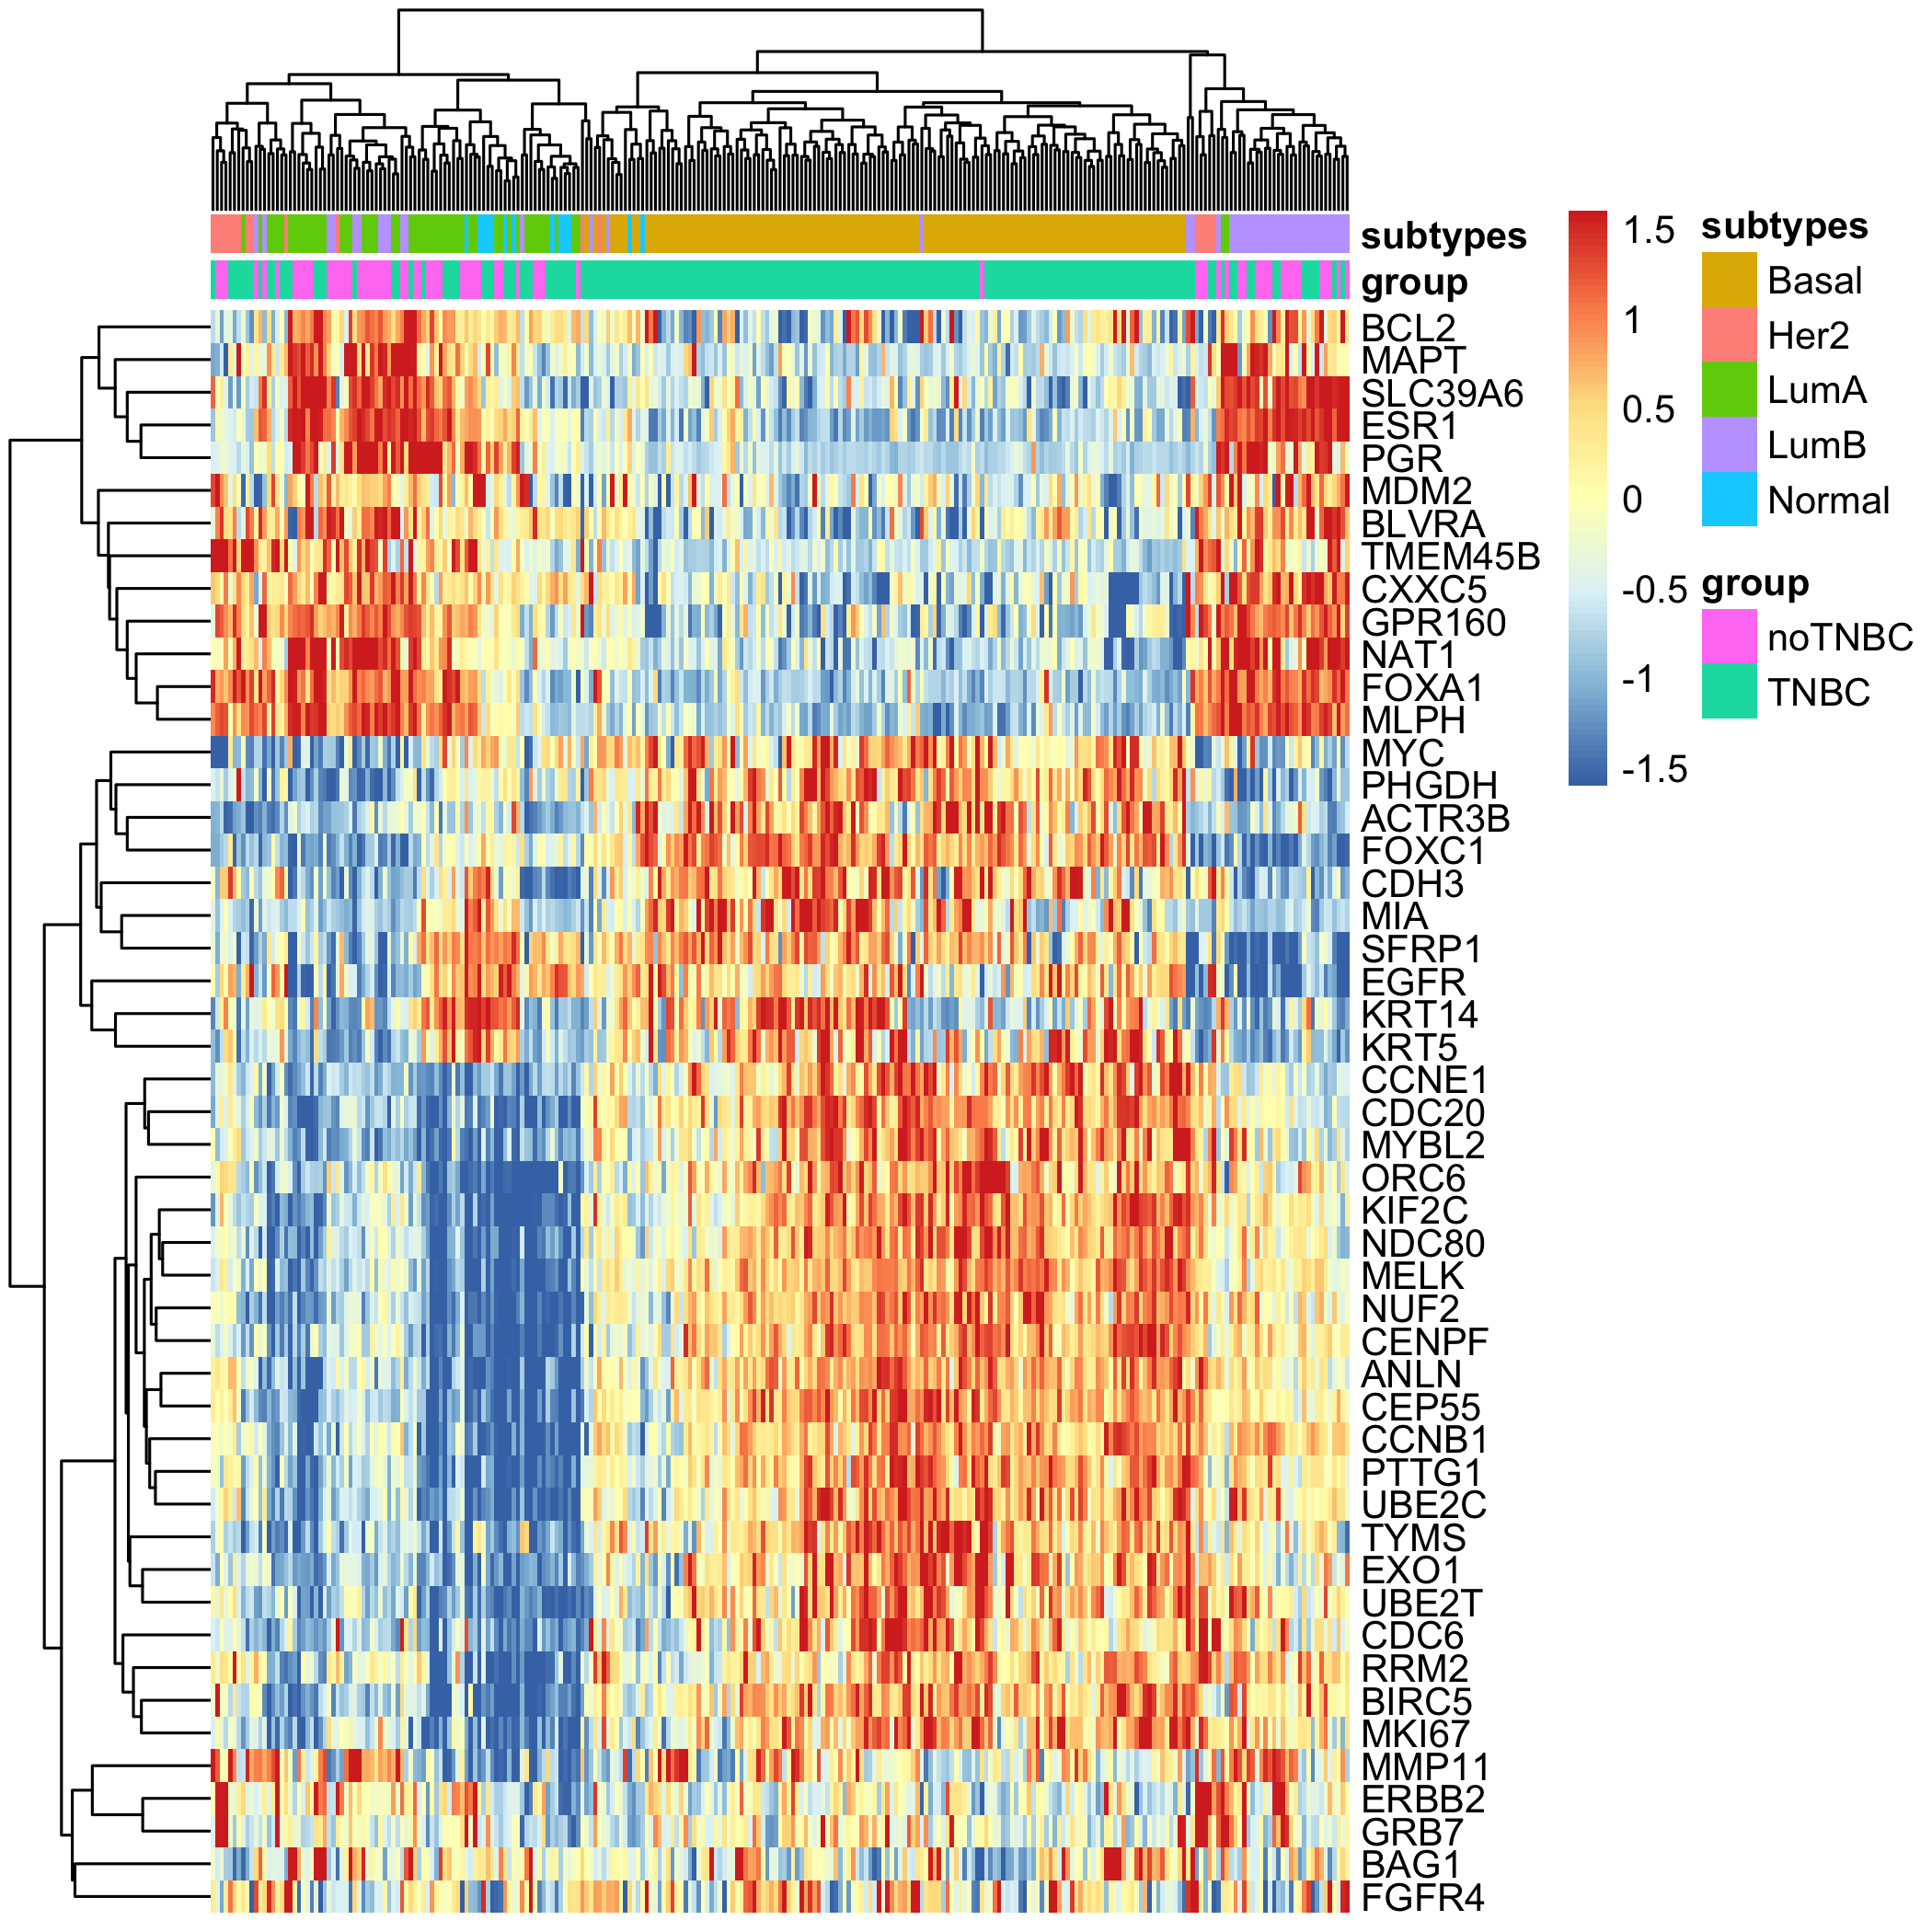 subtypes
group
BCL2
MAPT
SLC39A6
ESR1
PGR
MDM2
BLVRA
TMEM45B
CXXC5
GPR160
NAT1
FOXA1
MLPH
MYC
PHGDH
ACTR3B
FOXC1
CDH3
MIA
SFRP1
EGFR
KRT14
KRT5
CCNE1
CDC20
MYBL2
ORC6
KIF2C
NDC80
MELK
NUF2
CENPF
ANLN
CEP55
CCNB1
PTTG1
UBE2C
TYMS
EXO1
UBE2T
CDC6
RRM2
BIRC5
MKI67
MMP11
ERBB2
GRB7
BAG1
FGFR4
1.5
1
0.5
0
-0.5
-1
-1.5
subtypes
Basal
Her2
LumA
LumB
Normal
group
noTNBC
TNBC